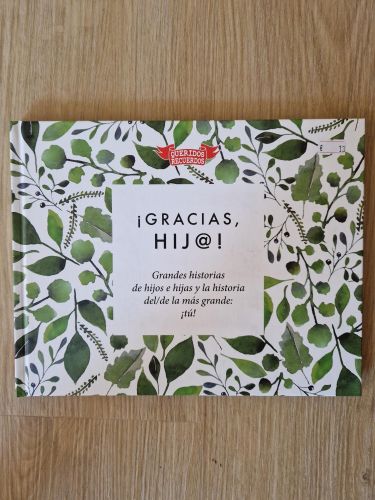 QUERIDOS
RECUERDOS
¡GRACIAS,
HIJ@!
Grandes historias
de hijos e hijas y la historia
del/de la más grande:
¡tú!